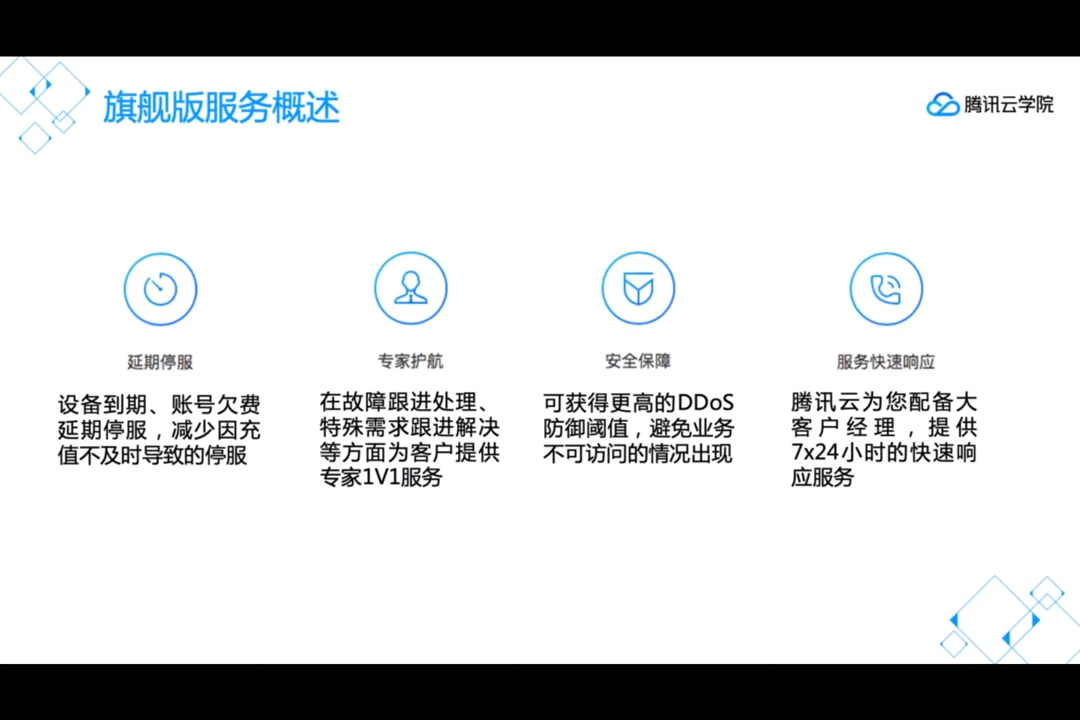 旗舰版服务概述
腾讯云学院
延期停服
设备到期、账号欠费
延期停服，减少因充
值不及时导致的停服
专家护航
在故障跟进处理、
特殊需求跟进解决
等方面为客户提供
专家1V1服务
安全保障
可获得更高的DDoS
防御阈值，避免业务
不可访问的情况出现
服务快速响应
腾讯云为您配备大
客户经理，提供
7x24小时的快速响
应服务